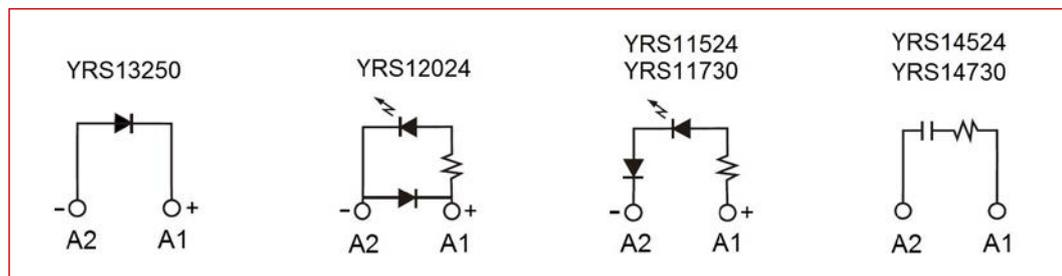 YRS13250
- +
A2 A1
YRS12024
- +
A2 A1
YRS11524
YRS11730
- +
A2 A1
YRS14524
YRS14730
A2 A1